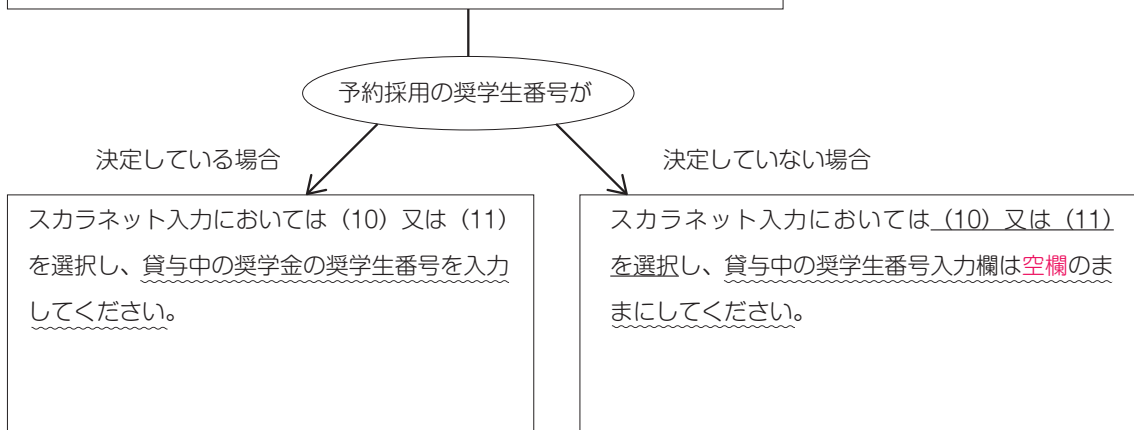 予約採用の奨学生番号が
決定している場合
決定していない場合
スカラネット入力においては（10）又は（11）
を選択し、貸与中の奨学金の奨学生番号を入力
してください。
スカラネット入力においては（10）又は（11）
を選択し、貸与中の奨学生番号入力欄は空欄のま
まにしてください。